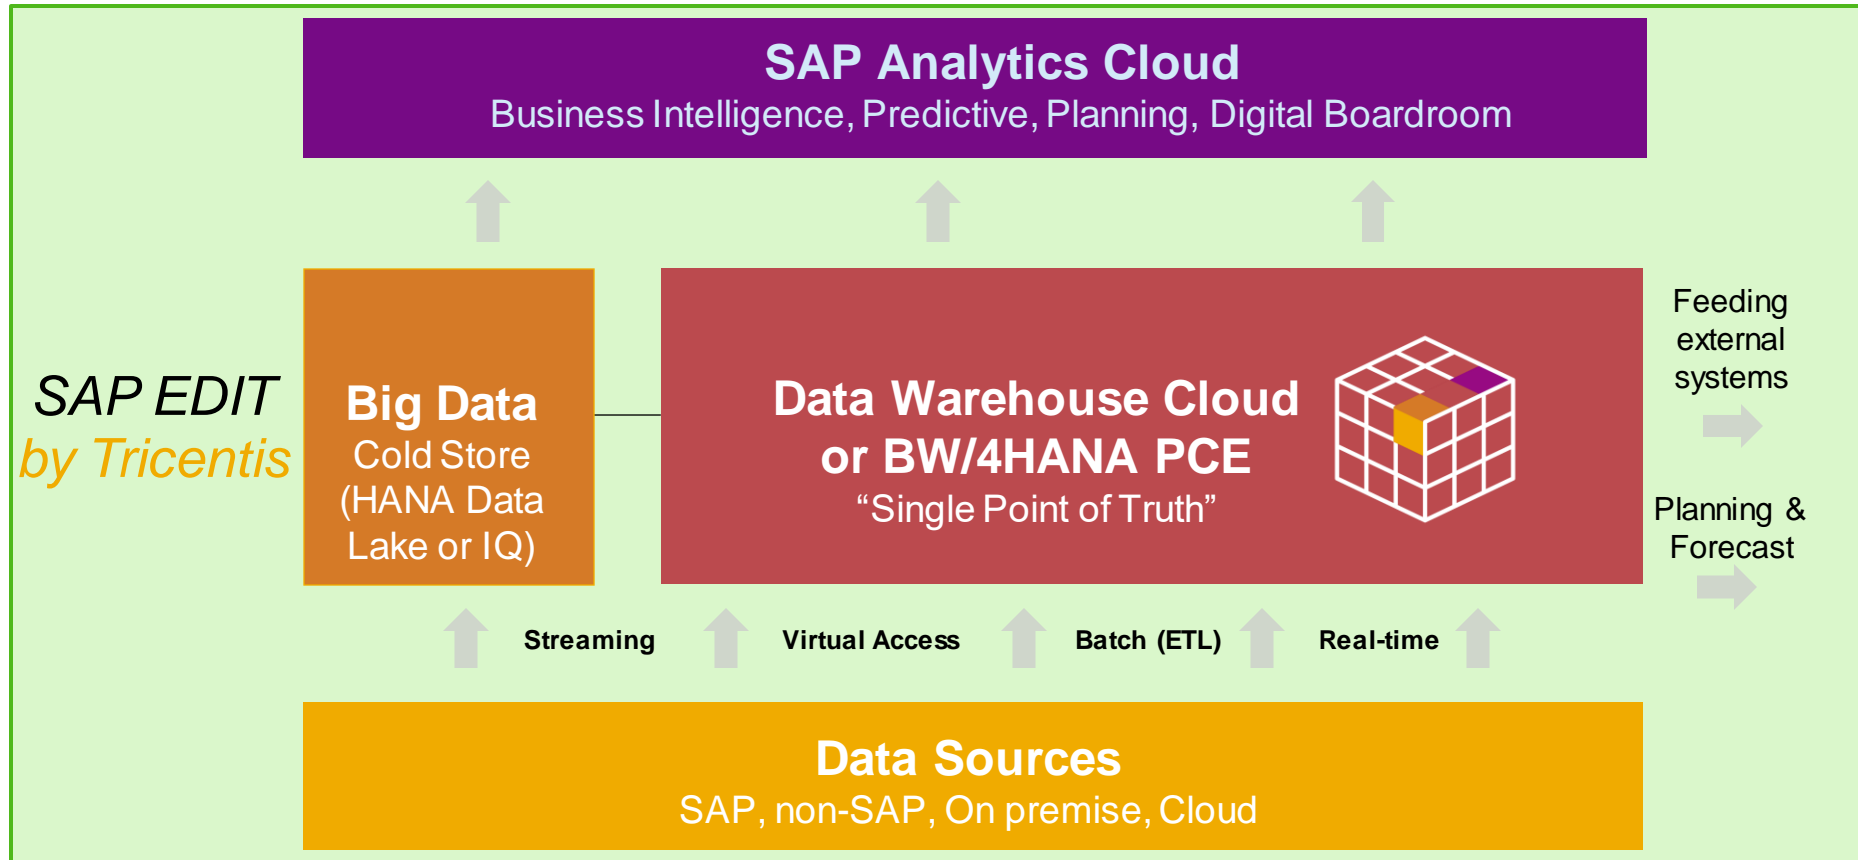 SAP Analytics Cloud
Business Intelligence, Predictive, Planning, Digital Boardroom
SAP EDIT
by Tricentis
Big Data
Cold Store
(HANA Data
Lake or IQ)
Data Warehouse Cloud
or BW/4HANA PCE
“Single Point of Truth”
Feeding
external
systems
Planning &
Forecast
Streaming
Virtual Access
Batch (ETL)
Real-time
Data Sources
SAP, non-SAP, On premise, Cloud